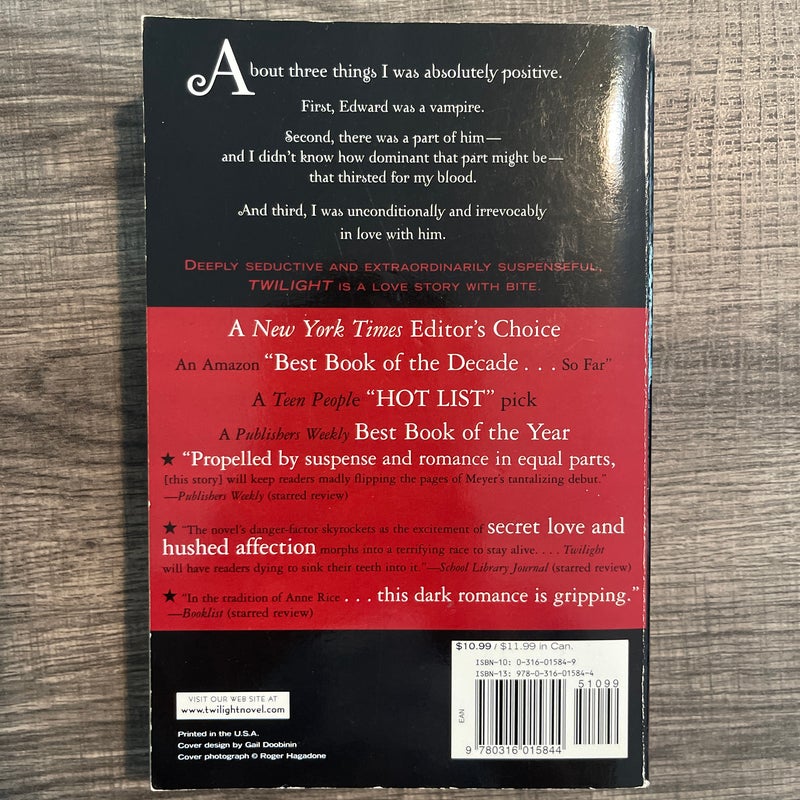 About three things I was absolutely positive.
First, Edward was a vampire.
Second, there was a part of him—
and I didn't know how dominant that part might be—
that thirsted for my blood.
And third, I was unconditionally and irrevocably
in love with him.
DEEPLY SEDUCTIVE AND EXTRAORDINARILY SUSPENSEFUL,
TWILIGHT IS A LOVE STORY WITH BITE.
A New York Times Editor's Choice
An Amazon "Best Book of the Decade . . . So Far"
A Teen People "HOT LIST" pick
A Publishers Weekly Best Book of the Year
★ "Propelled by suspense and romance in equal parts,
[this story] will keep readers madly flipping the pages of Meyer's tantalizing debut."
—Publishers Weekly (starred review)
★ "The novel's danger-factor skyrockets as the excitement of secret love and
hushed affection morphs into a terrifying race to stay alive. . . . Twilight
will have readers dying to sink their teeth into it."—School Library Journal (starred review)
★ "In the tradition of Anne Rice . . . this dark romance is gripping."
—Booklist (starred review)
$10.99 / $11.99 in Can.
ISBN-10: 0-316-01584-9
ISBN-13: 978-0-316-01584-4
51099
EAN
9 780316 015844
VISIT OUR WEB SITE AT
www.twilightnovel.com
Printed in the U.S.A.
Cover design by Gail Doobinin
Cover photograph © Roger Hagadone